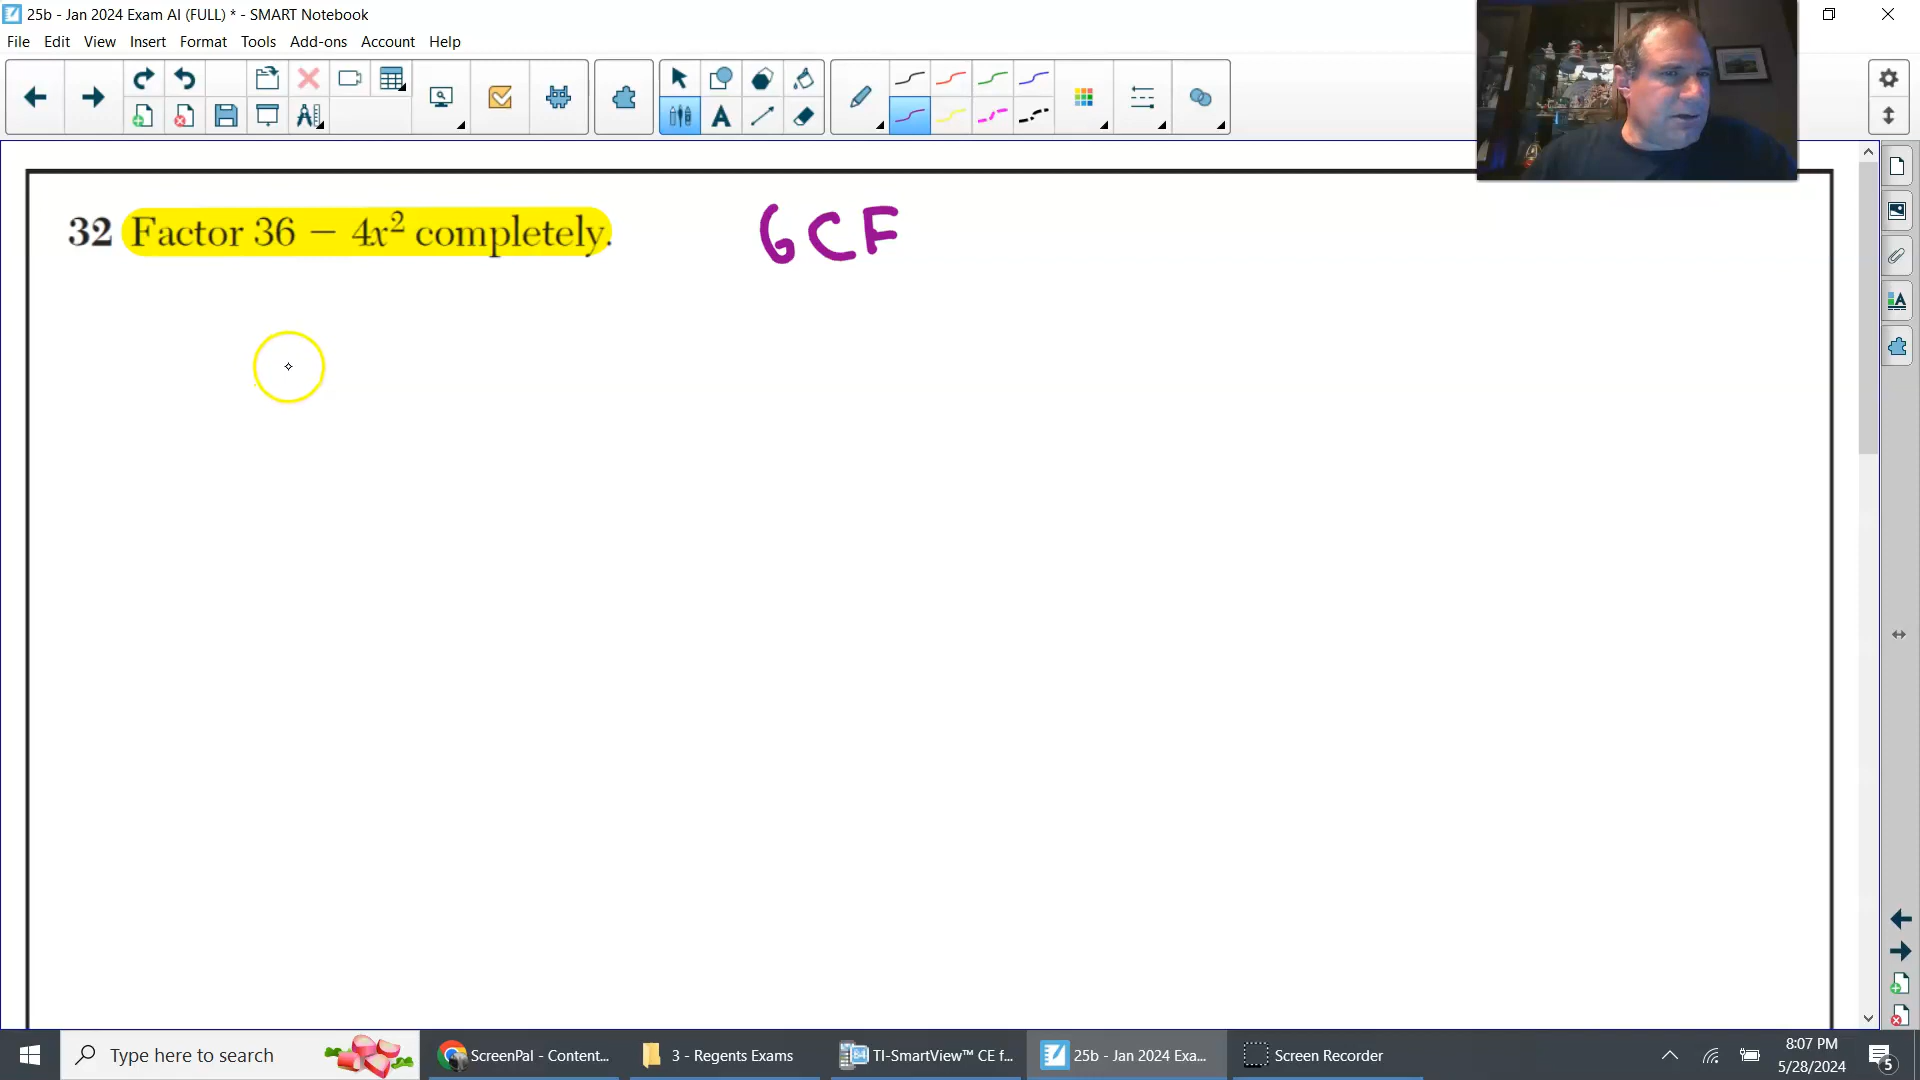 25b - Jan 2024 Exam AI (FULL) * - SMART Notebook
File Edit View Insert Format Tools Add-ons Account Help
32 Factor 36 − 4x² completely. GCF
Type here to search
ScreenPal - Content...
3 - Regents Exams
84 TI-SmartView™ CE f...
25b - Jan 2024 Exa...
Screen Recorder
8:07 PM
5/28/2024
5